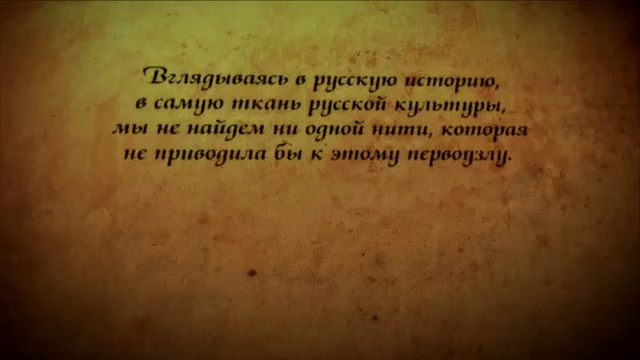 Вглядываясь в русскую историю,
в самую ткань русской культуры,
мы не найдем ни одной нити, которая
не приводила бы к этому первоузлу.